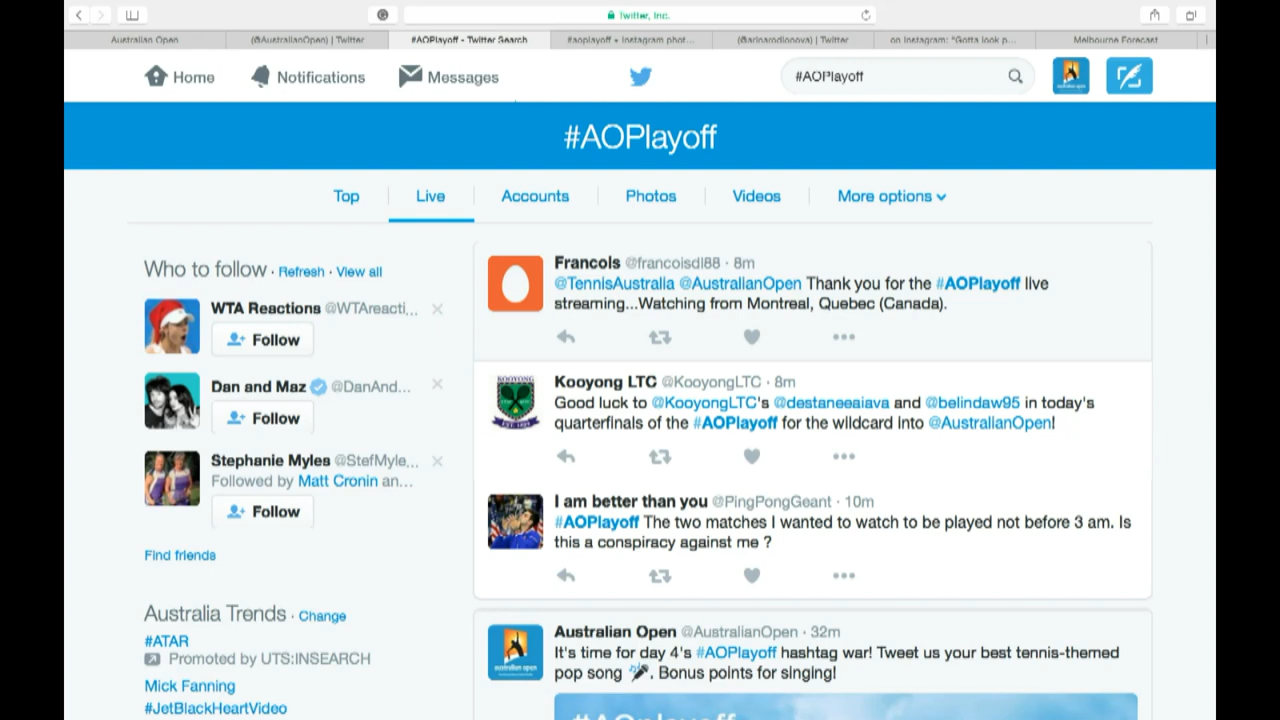 Twitter, Inc.
Australian Open
(@AustralianOpen) | Twitter
#AOPlayoff - Twitter Search
#aoplayoff • Instagram phot...
(@arinarodionova) | Twitter
on Instagram: "Gotta look p...
Melbourne Forecast
Home
Notifications
Messages
#AOPlayoff
#AOPlayoff
Top
Live
Accounts
Photos
Videos
More options
Who to follow · Refresh · View all
WTA Reactions @WTAreacti...
Follow
Dan and Maz @DanAnd...
Follow
Stephanie Myles @StefMyle...
Followed by Matt Cronin an...
Follow
Find friends
Australia Trends · Change
#ATAR
Promoted by UTS:INSEARCH
Mick Fanning
#JetBlackHeartVideo
Francois @francoisdl88 · 8m
@TennisAustralia @AustralianOpen Thank you for the #AOPlayoff live
streaming...Watching from Montreal, Quebec (Canada).
KOOYONG
Kooyong LTC @KooyongLTC · 8m
Good luck to @KooyongLTC's @destaneeaiava and @belindaw95 in today's
quarterfinals of the #AOPlayoff for the wildcard into @AustralianOpen!
I am better than you @PingPongGeant · 10m
#AOPlayoff The two matches I wanted to watch to be played not before 3 am. Is
this a conspiracy against me ?
australian open
Australian Open @AustralianOpen · 32m
It's time for day 4's #AOPlayoff hashtag war! Tweet us your best tennis-themed
pop song 🎤. Bonus points for singing!
#AOPlayoff